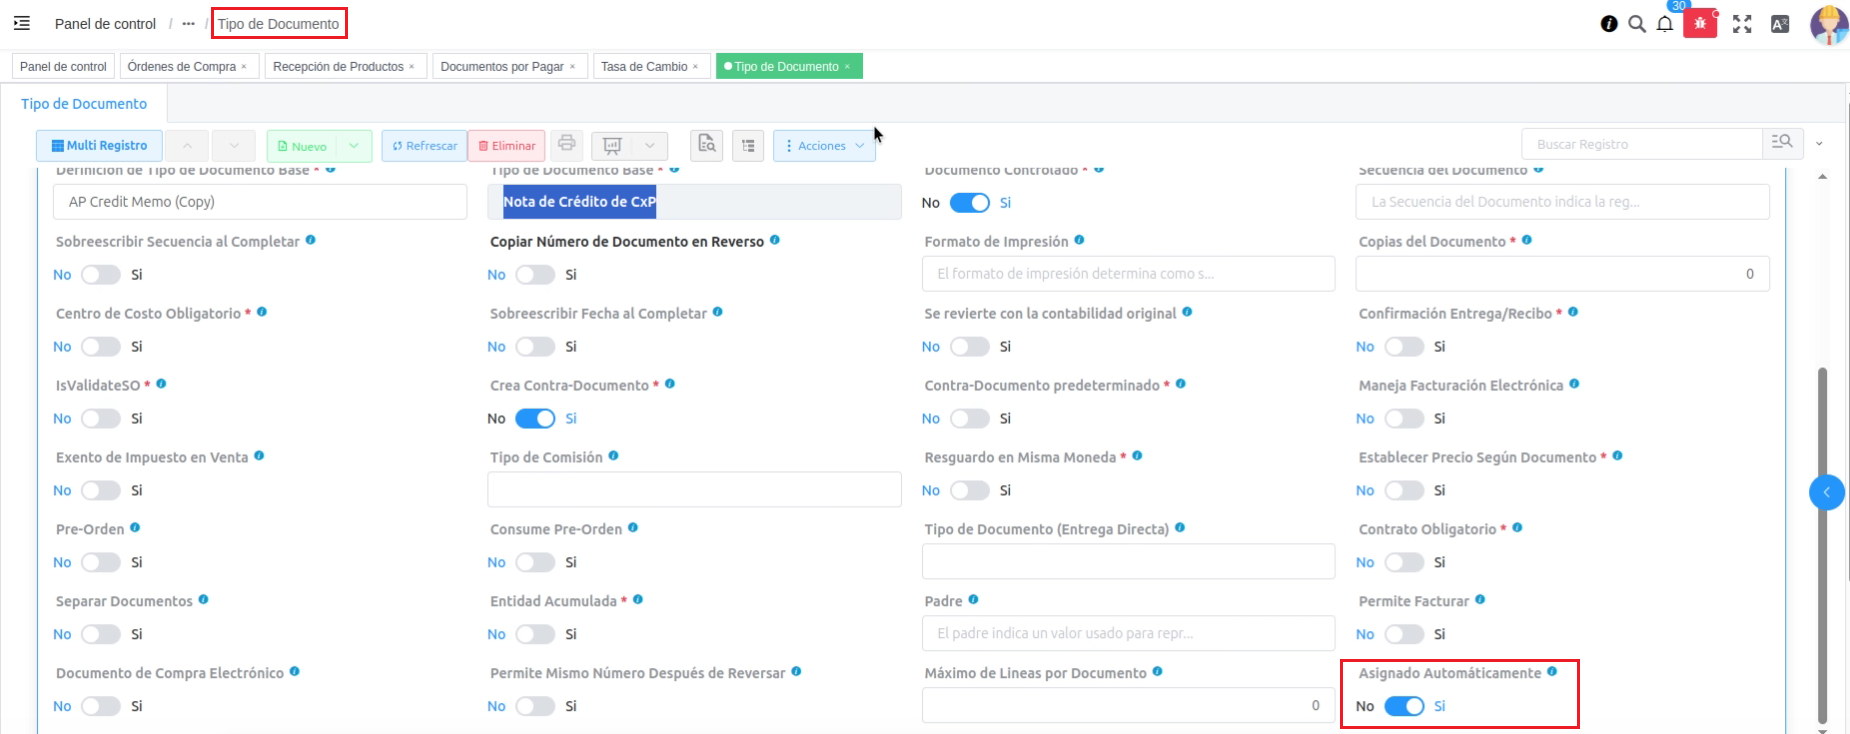 Panel de control / ••• / Tipo de Documento
30
Panel de control
Órdenes de Compra ×
Recepción de Productos ×
Documentos por Pagar ×
Tasa de Cambio ×
Tipo de Documento ×
Tipo de Documento
Multi Registro
Nuevo
Refrescar
Eliminar
Acciones
Buscar Registro
Definición de Tipo de Documento Base *
Tipo de Documento Base *
Documento Controlado *
Secuencia del Documento
AP Credit Memo (Copy)
Nota de Crédito de CxP
No Si
La Secuencia del Documento indica la reg...
Sobreescribir Secuencia al Completar
Copiar Número de Documento en Reverso
Formato de Impresión
Copias del Documento *
No Si
No Si
El formato de impresión determina como s...
0
Centro de Costo Obligatorio *
Sobreescribir Fecha al Completar
Se revierte con la contabilidad original
Confirmación Entrega/Recibo *
No Si
No Si
No Si
No Si
IsValidateSO *
Crea Contra-Documento *
Contra-Documento predeterminado *
Maneja Facturación Electrónica
No Si
No Si
No Si
No Si
Exento de Impuesto en Venta
Tipo de Comisión
Resguardo en Misma Moneda *
Establecer Precio Según Documento *
No Si
No Si
No Si
Pre-Orden
Consume Pre-Orden
Tipo de Documento (Entrega Directa)
Contrato Obligatorio *
No Si
No Si
No Si
Separar Documentos
Entidad Acumulada *
Padre
Permite Facturar
No Si
No Si
El padre indica un valor usado para repr...
No Si
Documento de Compra Electrónico
Permite Mismo Número Después de Reversar
Máximo de Lineas por Documento
Asignado Automáticamente
No Si
No Si
0
No Si